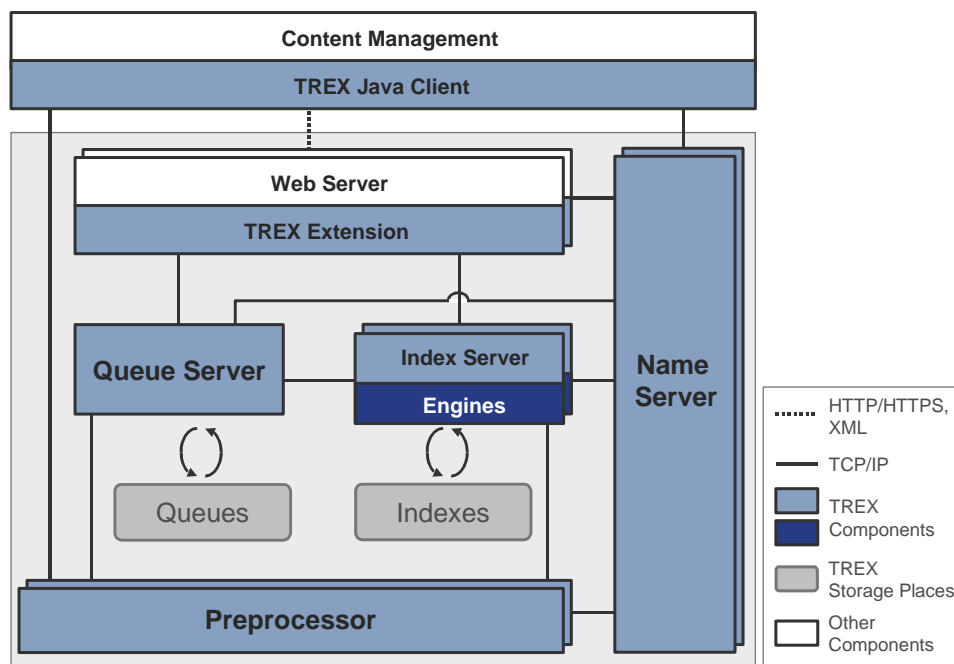 Content Management
TREX Java Client
Web Server
TREX Extension
Queue Server
Index Server
Engines
Name
Server
Queues
Indexes
Preprocessor
HTTP/HTTPS,
XML
TCP/IP
TREX
Components
TREX
Storage Places
Other
Components